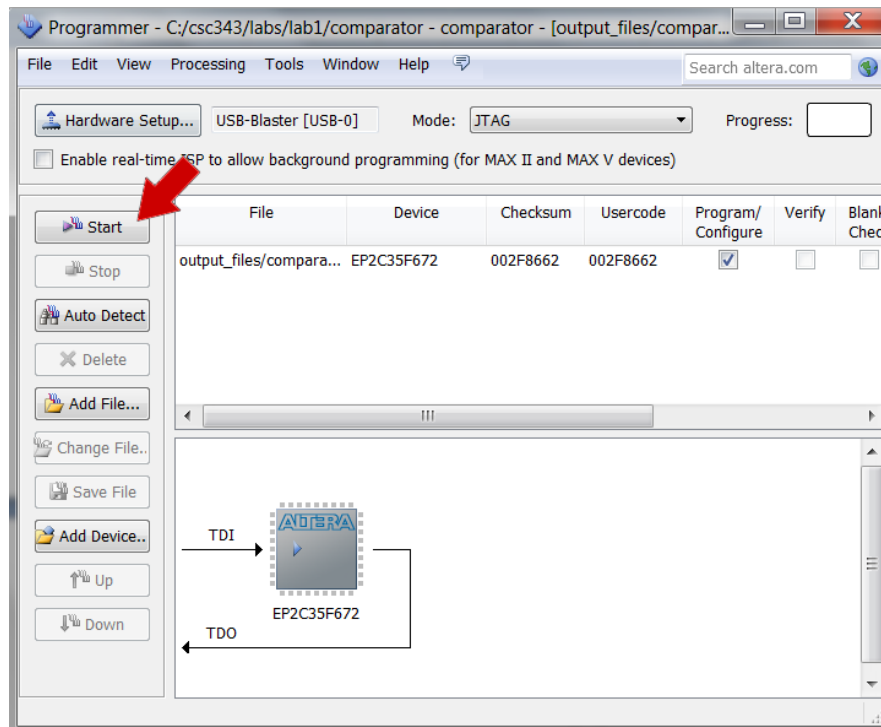 Programmer - C:/csc343/labs/lab1/comparator - comparator - [output_files/compar...
File Edit View Processing Tools Window Help
Search altera.com
Hardware Setup...
USB-Blaster [USB-0]
Mode:
JTAG
Progress:
Enable real-time ISP to allow background programming (for MAX II and MAX V devices)
Start
Stop
Auto Detect
Delete
Add File...
Change File..
Save File
Add Device..
Up
Down
File Device Checksum Usercode Program/ Verify Blank
Configure Chec
output_files/compara... EP2C35F672 002F8662 002F8662
TDI
ALTERA
EP2C35F672
TDO